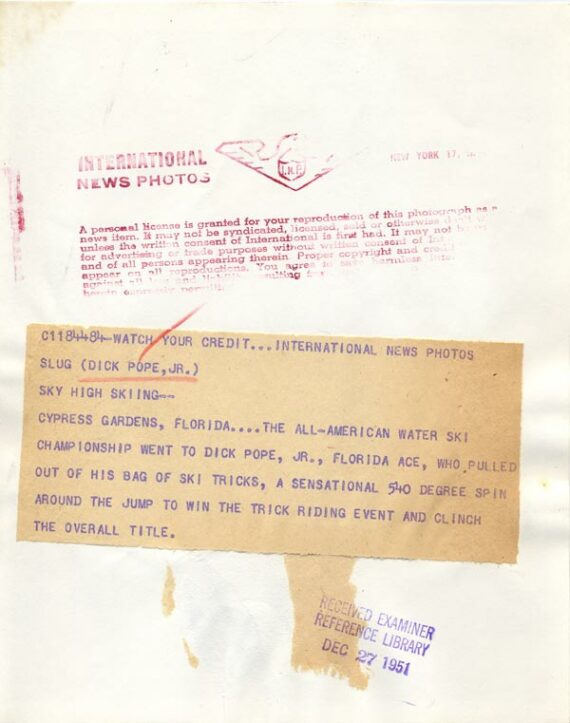 INTERNATIONAL
NEWS PHOTOS
I.N.P.
NEW YORK 17,
A personal license is granted for your reproduction of this photograph as a
news item. It may not be syndicated, licensed, sold or otherwise
unless the written consent of International is first had. It may not be
for advertising or trade purposes without written consent of
and of all persons appearing therein. Proper copyright and credit
appear on all reproductions. You agree to save harmless
against all
C1184484-WATCH YOUR CREDIT...INTERNATIONAL NEWS PHOTOS
SLUG (DICK POPE,JR.)
SKY HIGH SKIING--
CYPRESS GARDENS, FLORIDA....THE ALL-AMERICAN WATER SKI
CHAMPIONSHIP WENT TO DICK POPE, JR., FLORIDA ACE, WHO PULLED
OUT OF HIS BAG OF SKI TRICKS, A SENSATIONAL 540 DEGREE SPIN
AROUND THE JUMP TO WIN THE TRICK RIDING EVENT AND CLINCH
THE OVERALL TITLE.
RECEIVED EXAMINER
REFERENCE LIBRARY
DEC 27 1951